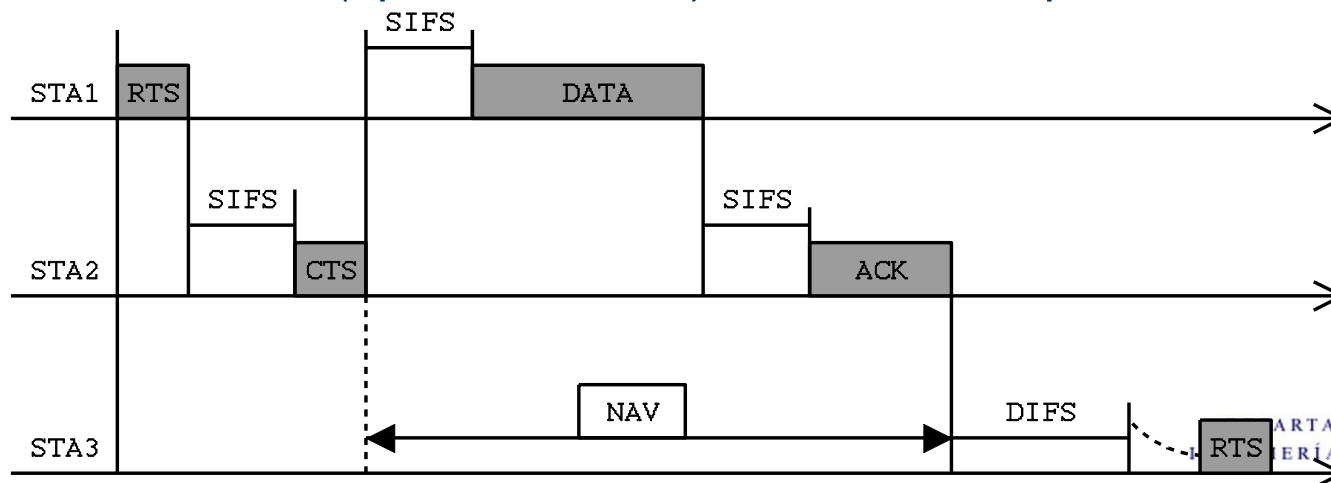 SIFS
STA1 RTS DATA
SIFS SIFS
STA2 CTS ACK
NAV DIFS
STA3 RTS